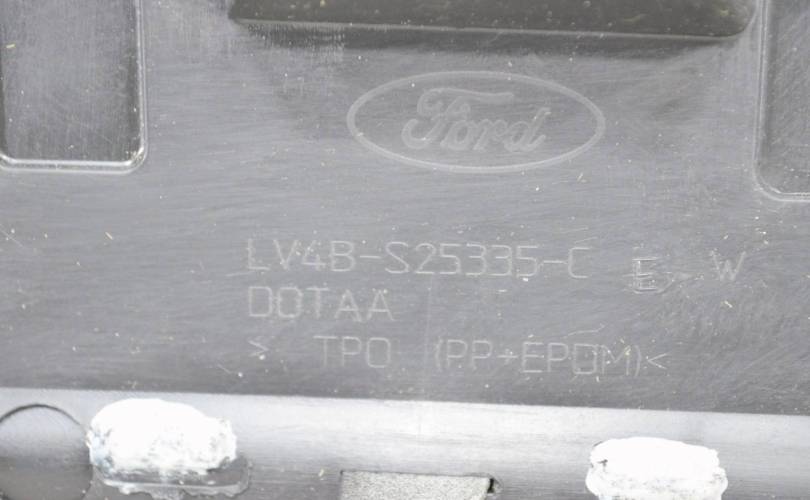 Ford
LV4B-S25335-C E W
DOTAA
> TPO (PP+EPDM)<